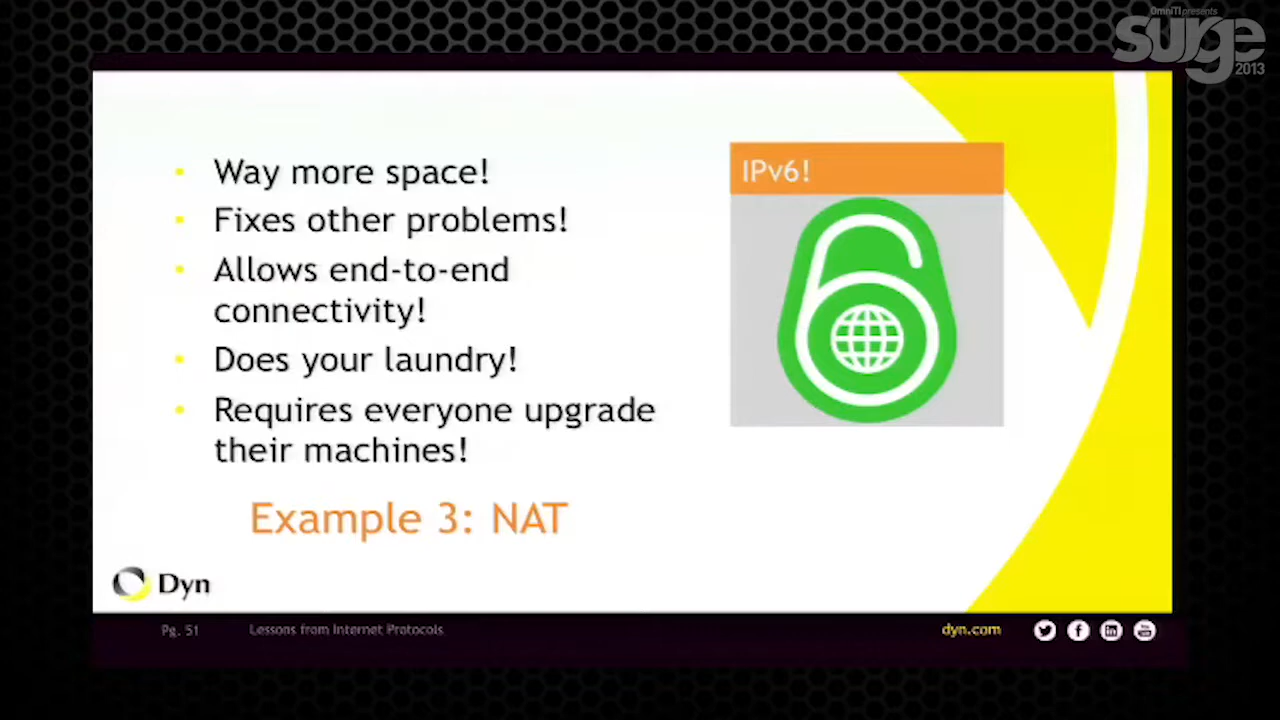 OmniTI presents
surge
2013
Way more space!
Fixes other problems!
Allows end-to-end
connectivity!
Does your laundry!
Requires everyone upgrade
their machines!
IPv6!
6
Example 3: NAT
Dyn
Pg. 51
Lessons from Internet Protocols
dyn.com